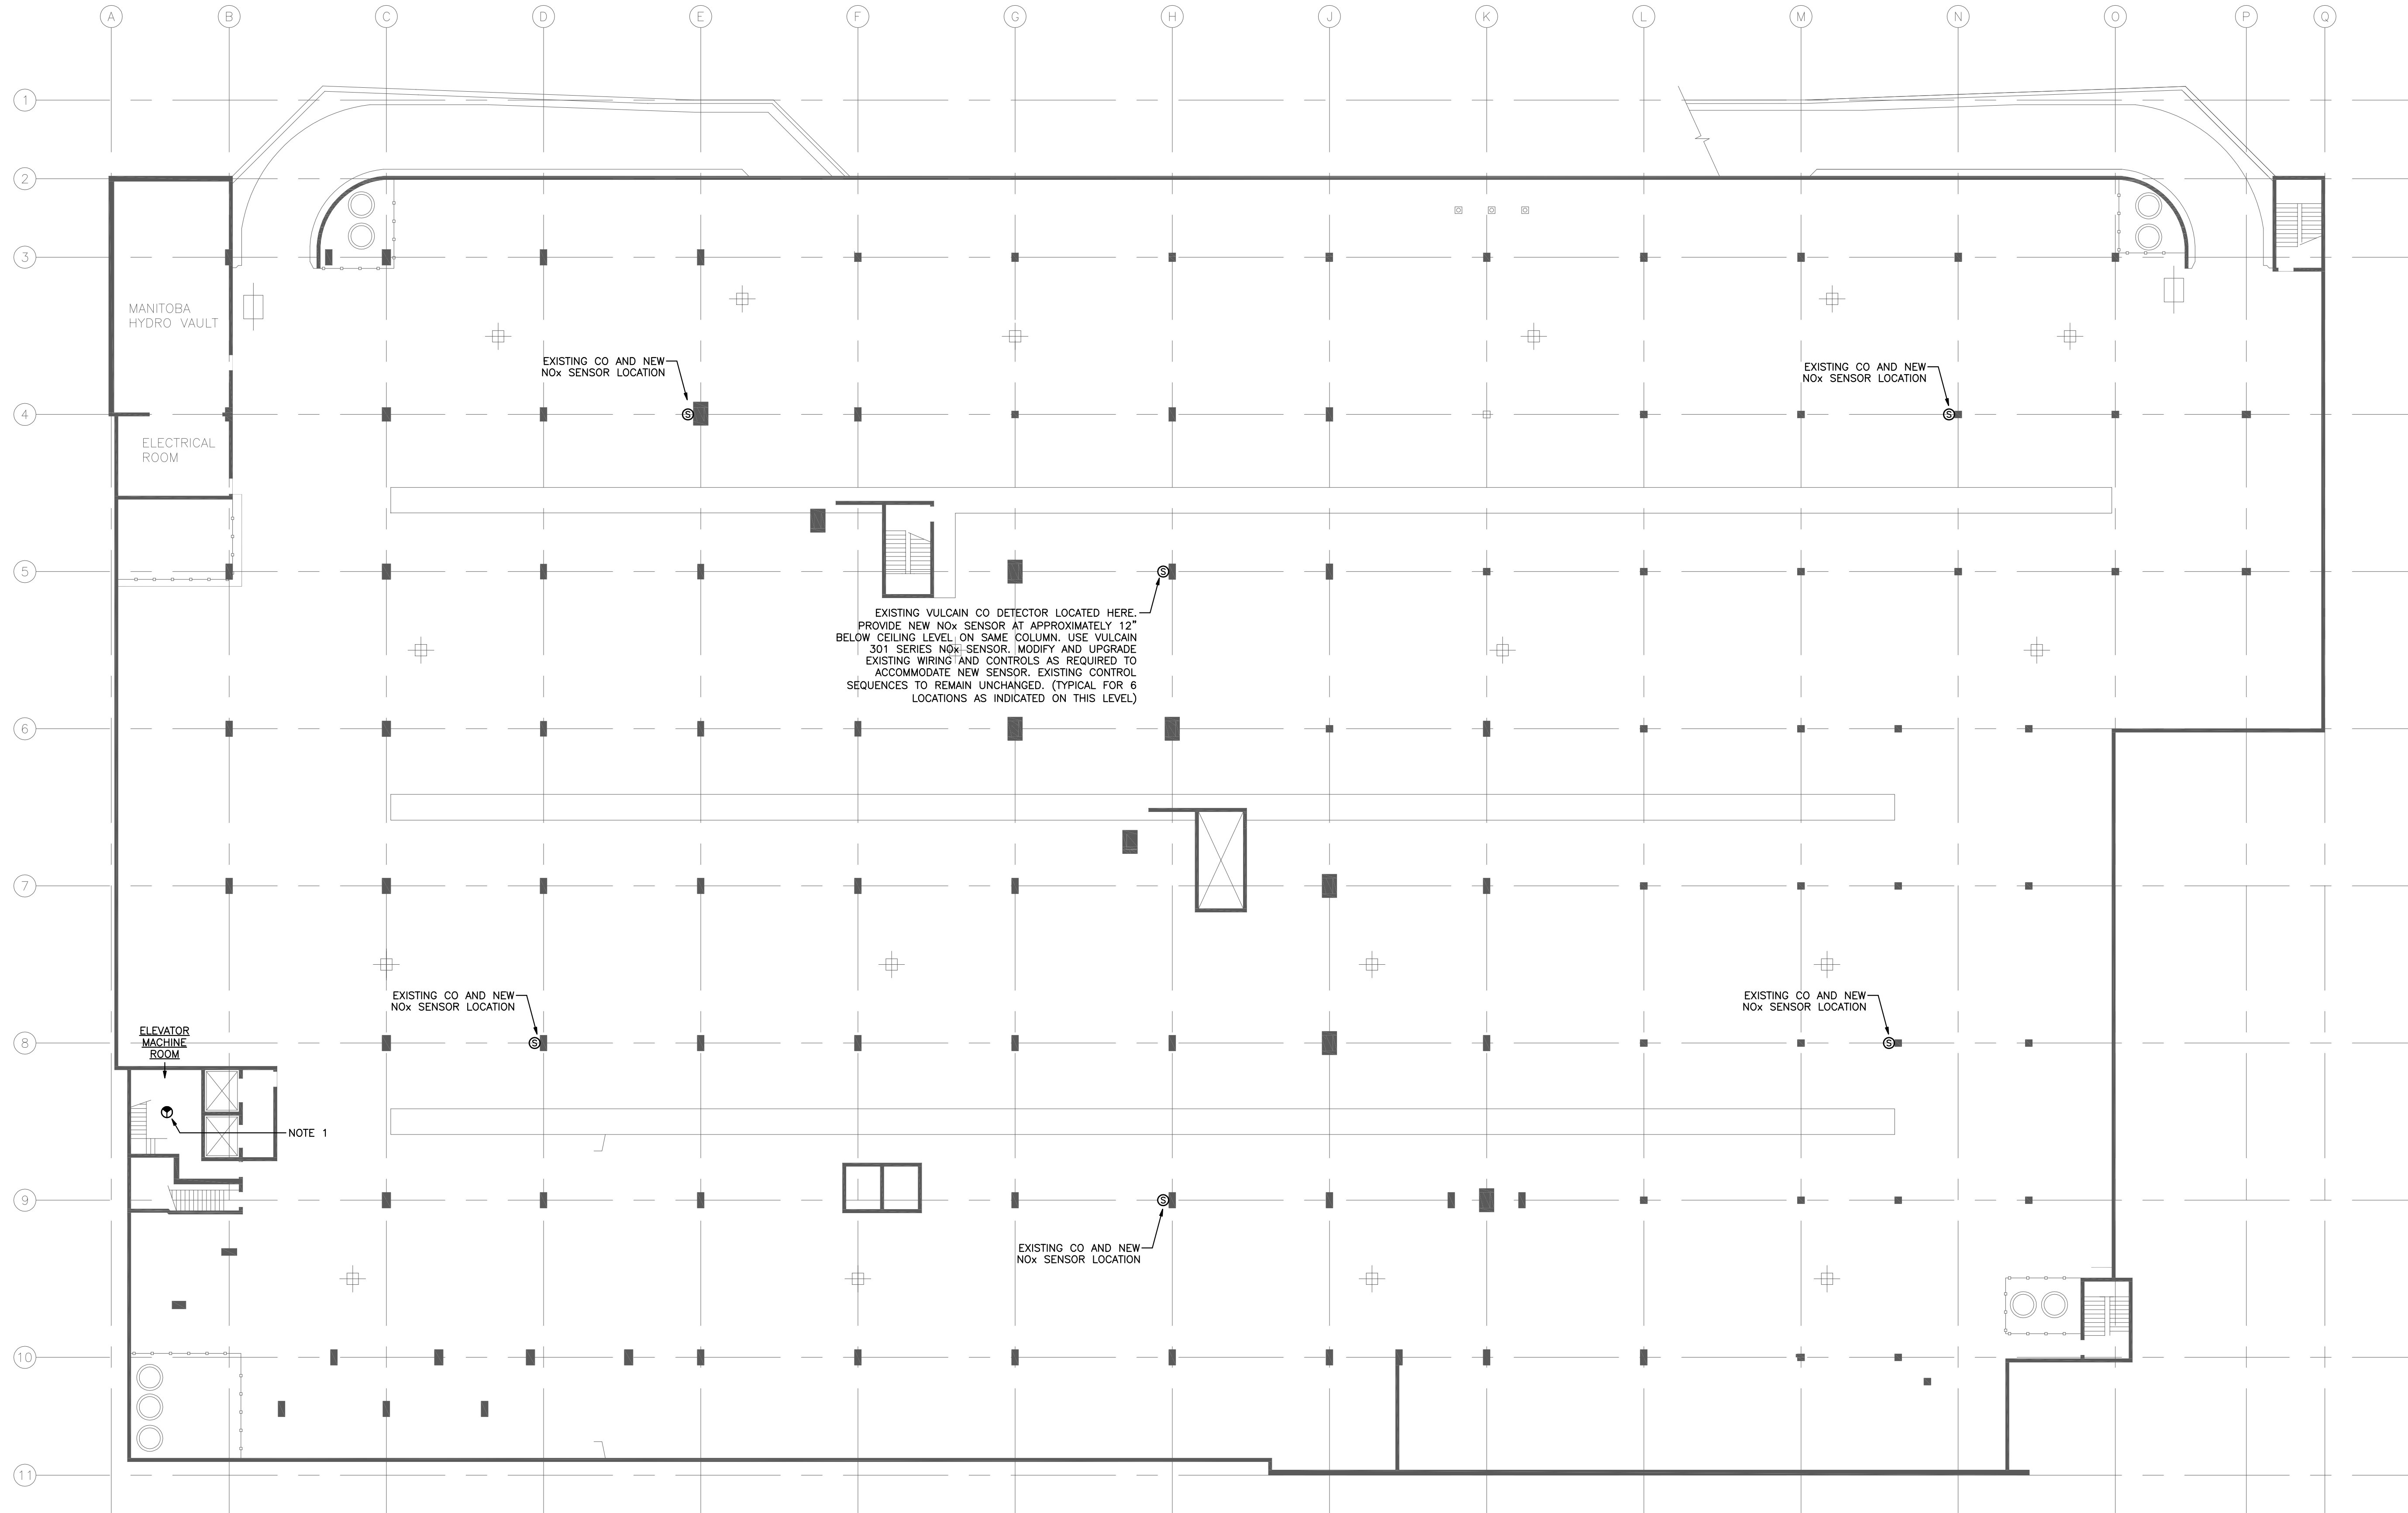 A
B
C
D
E
F
G
H
J
K
L
M
N
O
P
Q
1
2
3
MANITOBA
HYDRO VAULT
EXISTING CO AND NEW
NOx SENSOR LOCATION
EXISTING CO AND NEW
NOx SENSOR LOCATION
4
S
S
ELECTRICAL
ROOM
5
S
EXISTING VULCAIN CO DETECTOR LOCATED HERE.
PROVIDE NEW NOx SENSOR AT APPROXIMATELY 12"
BELOW CEILING LEVEL ON SAME COLUMN. USE VULCAIN
301 SERIES NOx SENSOR. MODIFY AND UPGRADE
EXISTING WIRING AND CONTROLS AS REQUIRED TO
ACCOMMODATE NEW SENSOR. EXISTING CONTROL
SEQUENCES TO REMAIN UNCHANGED. (TYPICAL FOR 6
LOCATIONS AS INDICATED ON THIS LEVEL)
6
7
EXISTING CO AND NEW
NOx SENSOR LOCATION
EXISTING CO AND NEW
NOx SENSOR LOCATION
ELEVATOR
MACHINE
ROOM
8
S
S
NOTE 1
9
S
EXISTING CO AND NEW
NOx SENSOR LOCATION
10
11